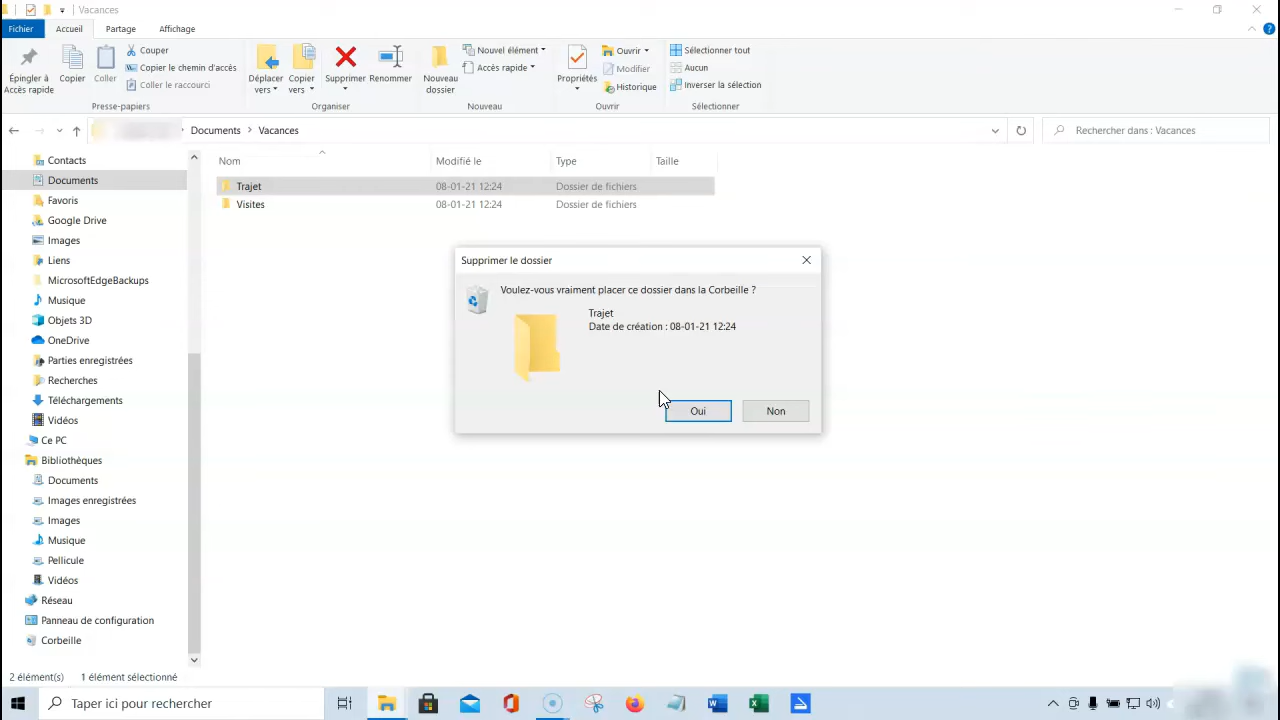 Vacances
Fichier Accueil Partage Affichage
Épingler à Accès rapide
Copier
Coller
Couper
Copier le chemin d'accès
Coller le raccourci
Presse-papiers
Déplacer vers
Copier vers
Supprimer
Renommer
Organiser
Nouveau dossier
Nouvel élément
Accès rapide
Nouveau
Propriétés
Ouvrir
Modifier
Historique
Ouvrir
Sélectionner tout
Aucun
Inverser la sélection
Sélectionner
Documents > Vacances
Rechercher dans : Vacances
Contacts
Documents
Favoris
Google Drive
Images
Liens
MicrosoftEdgeBackups
Musique
Objets 3D
OneDrive
Parties enregistrées
Recherches
Téléchargements
Vidéos
Ce PC
Bibliothèques
Documents
Images enregistrées
Images
Musique
Pellicule
Vidéos
Réseau
Panneau de configuration
Corbeille
Nom Modifié le Type Taille
Trajet 08-01-21 12:24 Dossier de fichiers
Visites 08-01-21 12:24 Dossier de fichiers
Supprimer le dossier
Voulez-vous vraiment placer ce dossier dans la Corbeille ?
Trajet
Date de création : 08-01-21 12:24
Oui Non
2 élément(s) 1 élément sélectionné
Taper ici pour rechercher